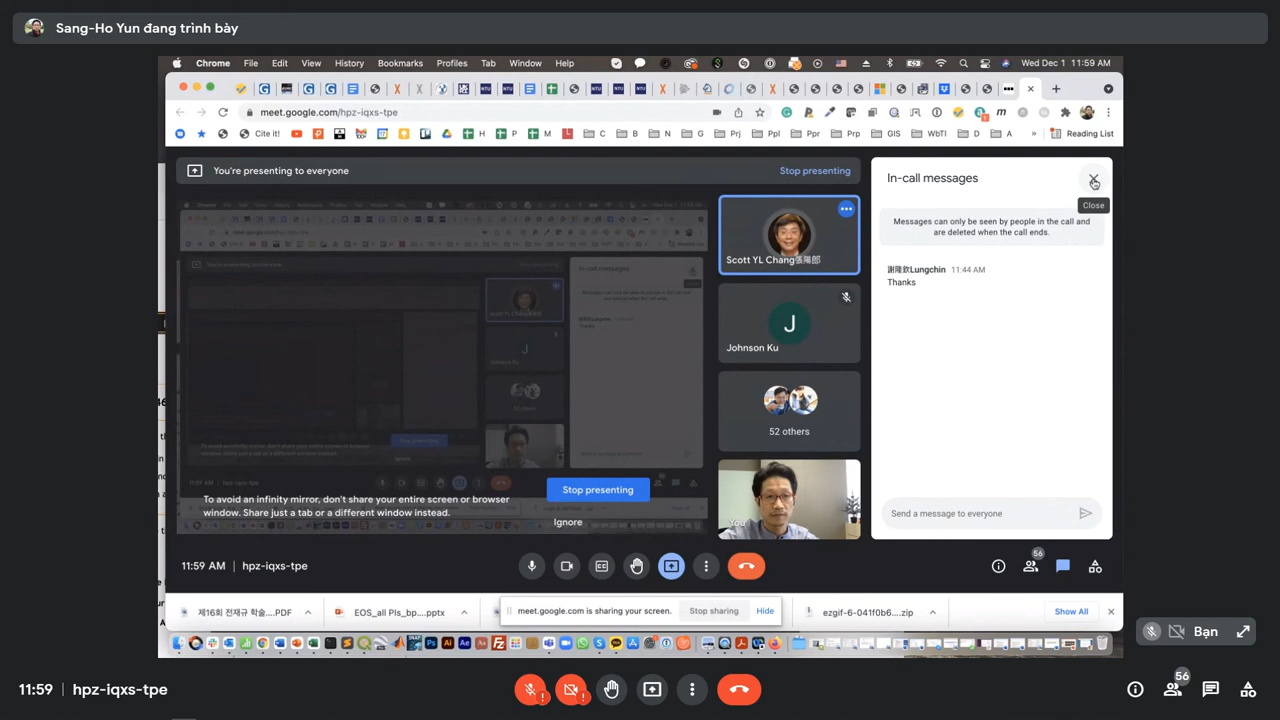 Sang-Ho Yun đang trình bày
Chrome File Edit View History Bookmarks Profiles Tab Window Help
Wed Dec 1 11:59 AM
meet.google.com/hpz-iqxs-tpe
Cite it! H P M C B N G Prj Ppl Ppr Prp GIS WbTI D A » Reading List
You're presenting to everyone
Stop presenting
In-call messages
Close
Messages can only be seen by people in the call and
are deleted when the call ends.
謝隆欽Lungchin 11:44 AM
Thanks
Scott YL Chang張陽郎
J
Johnson Ku
52 others
You
To avoid an infinity mirror, don't share your entire screen or browser
window. Share just a tab or a different window instead.
Stop presenting
Ignore
Send a message to everyone
11:59 AM hpz-iqxs-tpe
56
제16회 전재규 학술....PDF
EOS_all PIs_bp....pptx
meet.google.com is sharing your screen.
Stop sharing
Hide
ezgif-6-041f0b6....zip
Show All
Bạn
11:59 hpz-iqxs-tpe
56